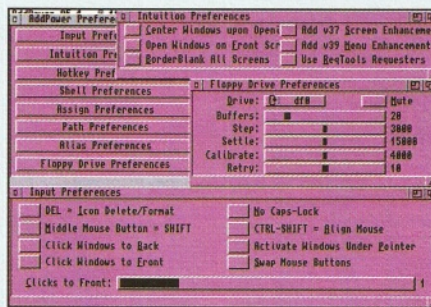 AddPower Prefere
Input Pref
Intuition Pre
Hotkey Pref
Shell Preferences
Assign Preferences
Path Preferences
Alias Preferences
Floppy Drive Preferences
Intuition Preferences
Center Windows upon Openi
Open Windows on Front Scr
BorderBlank All Screens
Add v37 Screen Enhanceme
Add v39 Menu Enhancement
Use ReqTools Requesters
Floppy Drive Preferences
Drive: df0
Mute
Buffers: 20
Step: 3000
Settle: 15000
Calibrate: 4000
Retry: 10
Input Preferences
DEL = Icon Delete/Format
Middle Mouse Button = SHIFT
Click Windows to Back
Click Windows to Front
No Caps-Lock
CTRL-SHIFT = Align Mouse
Activate Windows Under Pointer
Swap Mouse Buttons
Clicks to Front: 1